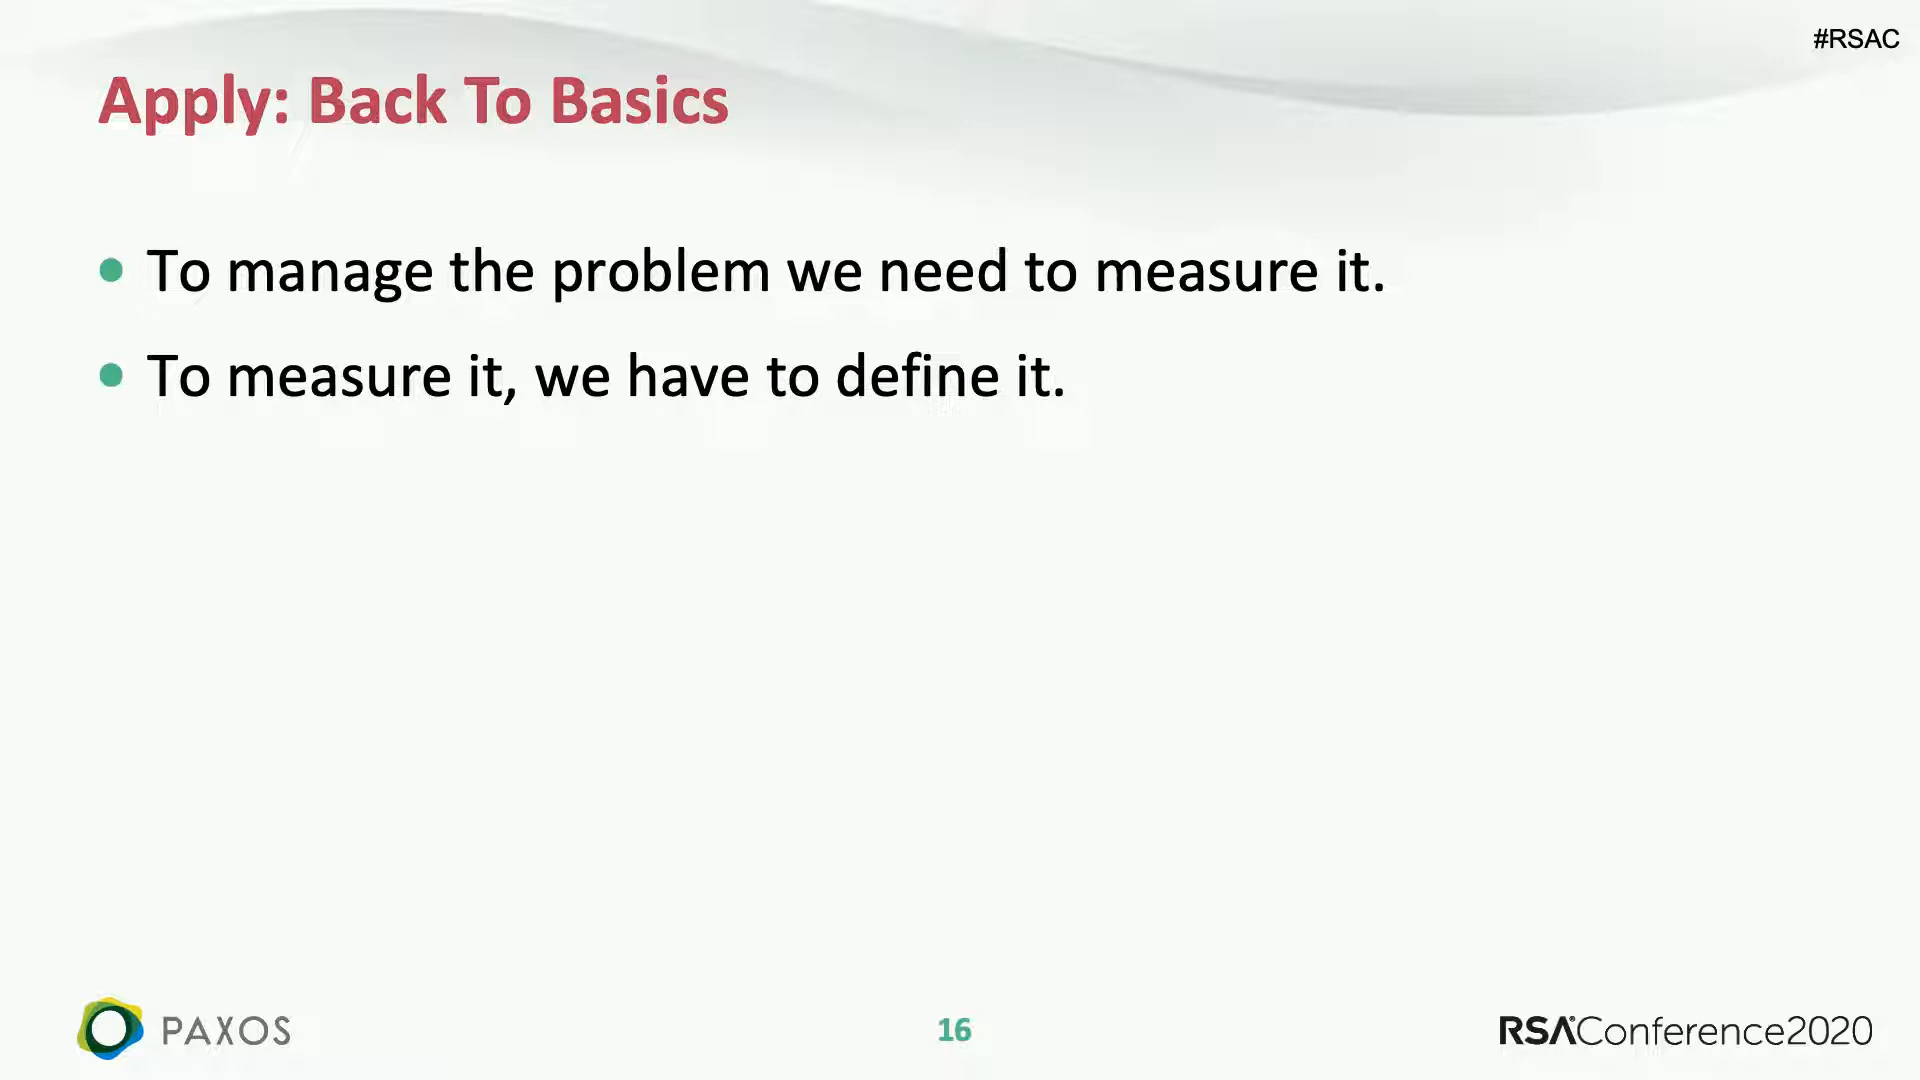 #RSAC
Apply: Back To Basics
• To manage the problem we need to measure it.
• To measure it, we have to define it.
PAXOS
16
RSAConference2020